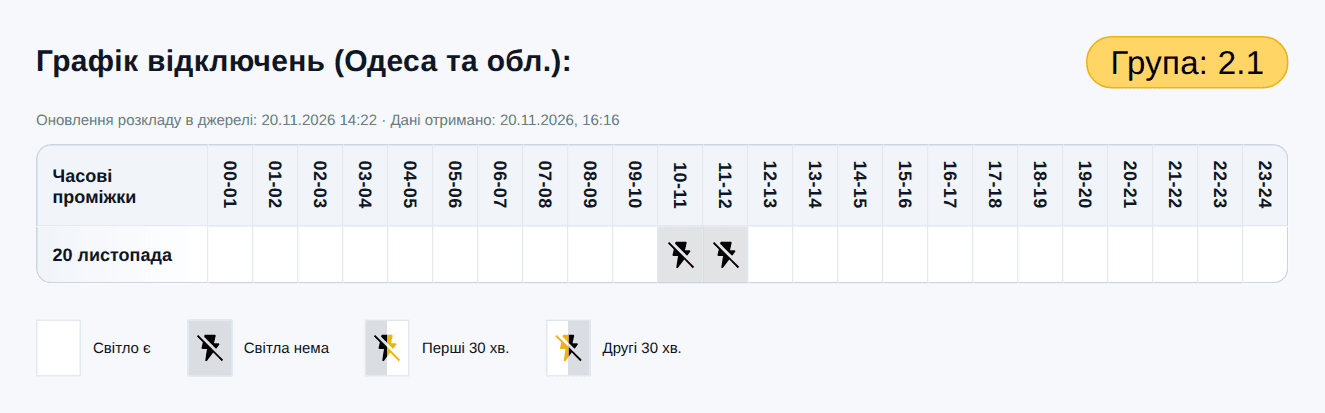 Графік відключень (Одеса та обл.):
Група: 2.1
Оновлення розкладу в джерелі: 20.11.2026 14:22 · Дані отримано: 20.11.2026, 16:16
Часові
проміжки
00-01 01-02 02-03 03-04 04-05 05-06 06-07 07-08 08-09 09-10 10-11 11-12 12-13 13-14 14-15 15-16 16-17 17-18 18-19 19-20 20-21 21-22 22-23 23-24
20 листопада
Світло є Світла нема Перші 30 хв. Другі 30 хв.